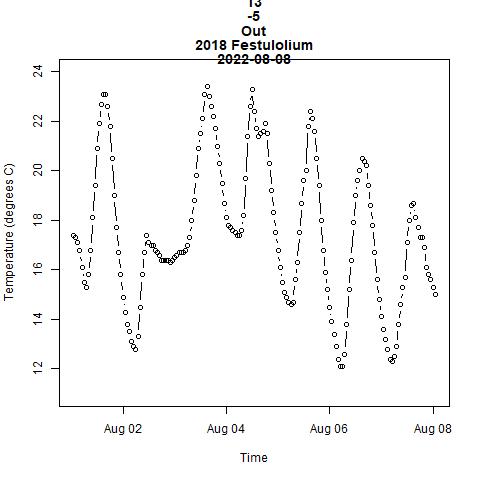 13
-5
Out
2018 Festulolium
2022-08-08
24
22
20
18
16
14
12
Temperature (degrees C)
Aug 02
Aug 04
Aug 06
Aug 08
Time